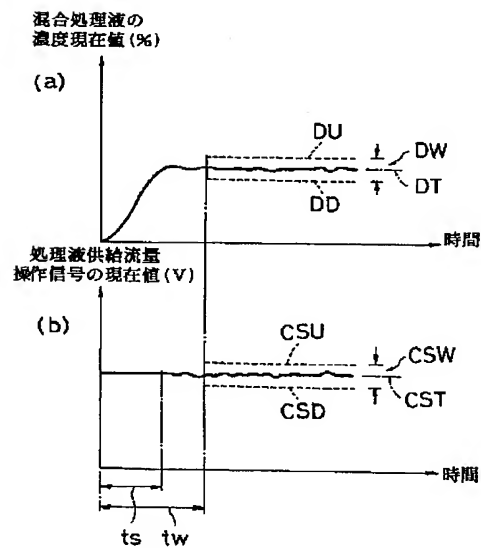 混合処理液の
濃度現在値(%)
(a)
DU
DW
DT
DD
時間
処理液供給流量
操作信号の現在値(V)
(b)
CSU
CSW
CST
CSD
時間
ts
tw